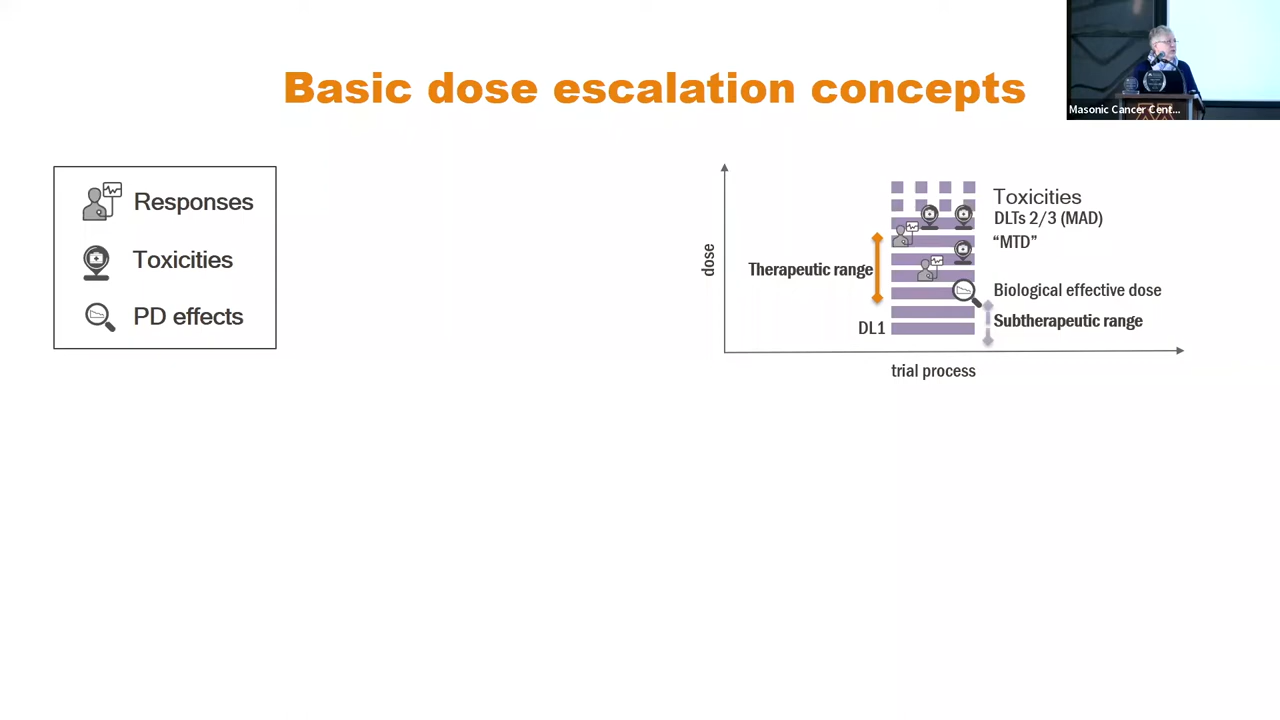 Basic dose escalation concepts
Masonic Cancer Cent...
Responses
Toxicities
PD effects
dose
Therapeutic range
DL1
Toxicities
DLTs 2/3 (MAD)
“MTD”
Biological effective dose
Subtherapeutic range
trial process